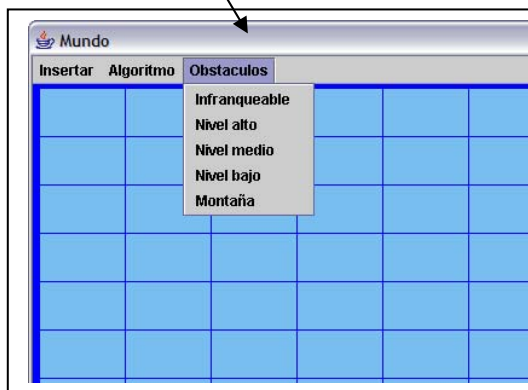 Mundo
Insertar Algoritmo Obstaculos
Infranqueable
Nivel alto
Nivel medio
Nivel bajo
Montaña